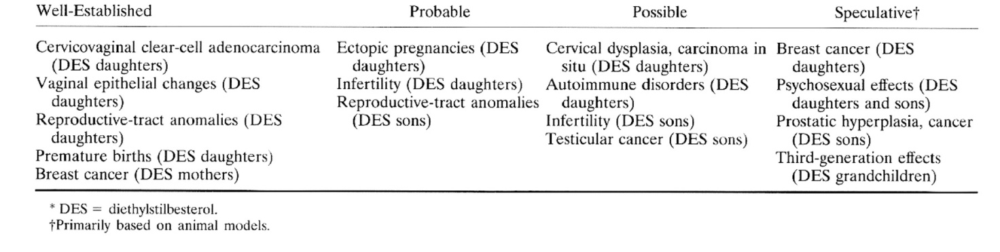 Well-Established Probable Possible Speculative†
Cervicovaginal clear-cell adenocarcinoma
(DES daughters)
Vaginal epithelial changes (DES
daughters)
Reproductive-tract anomalies (DES
daughters)
Premature births (DES daughters)
Breast cancer (DES mothers)
Ectopic pregnancies (DES
daughters)
Infertility (DES daughters)
Reproductive-tract anomalies
(DES sons)
Cervical dysplasia, carcinoma in
situ (DES daughters)
Autoimmune disorders (DES
daughters)
Infertility (DES sons)
Testicular cancer (DES sons)
Breast cancer (DES
daughters)
Psychosexual effects (DES
daughters and sons)
Prostatic hyperplasia, cancer
(DES sons)
Third-generation effects
(DES grandchildren)
* DES = diethylstilbesterol.
†Primarily based on animal models.